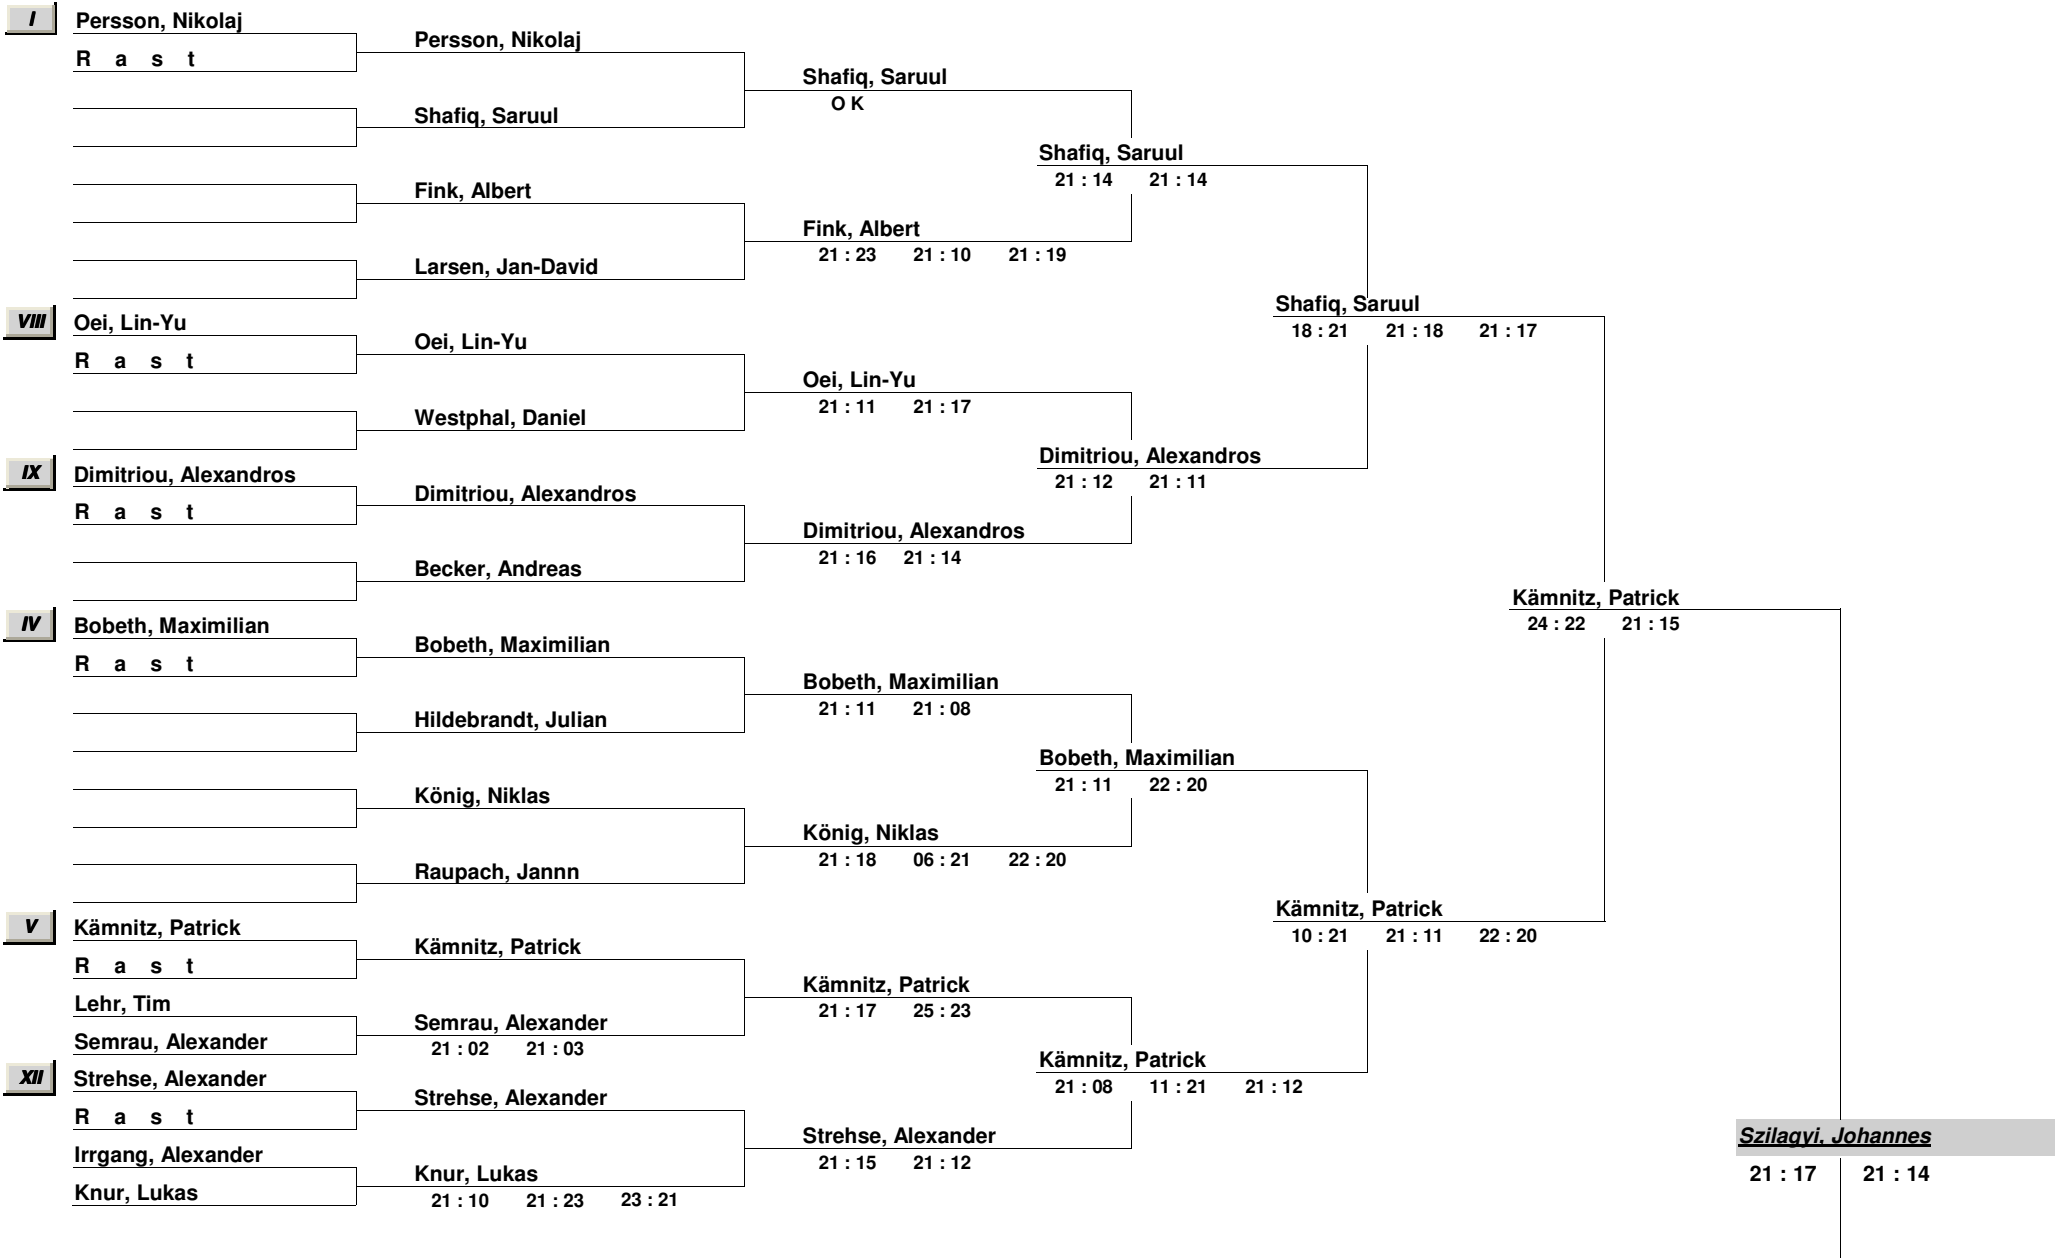 I Persson, Nikolaj
Persson, Nikolaj
R a s t
Shafiq, Saruul
O K
Shafiq, Saruul
Shafiq, Saruul
21 : 14 21 : 14
Fink, Albert
Fink, Albert
21 : 23 21 : 10 21 : 19
Larsen, Jan-David
Shafiq, Saruul
18 : 21 21 : 18 21 : 17
VIII Oei, Lin-Yu
Oei, Lin-Yu
R a s t
Oei, Lin-Yu
21 : 11 21 : 17
Westphal, Daniel
Dimitriou, Alexandros
21 : 12 21 : 11
IX Dimitriou, Alexandros
Dimitriou, Alexandros
R a s t
Dimitriou, Alexandros
21 : 16 21 : 14
Becker, Andreas
Kämnitz, Patrick
24 : 22 21 : 15
IV Bobeth, Maximilian
Bobeth, Maximilian
R a s t
Bobeth, Maximilian
21 : 11 21 : 08
Hildebrandt, Julian
Bobeth, Maximilian
21 : 11 22 : 20
König, Niklas
König, Niklas
21 : 18 06 : 21 22 : 20
Raupach, Jannn
Kämnitz, Patrick
10 : 21 21 : 11 22 : 20
V Kämnitz, Patrick
Kämnitz, Patrick
R a s t
Kämnitz, Patrick
21 : 17 25 : 23
Lehr, Tim
Semrau, Alexander
21 : 02 21 : 03
Semrau, Alexander
Kämnitz, Patrick
21 : 08 11 : 21 21 : 12
XII Strehse, Alexander
Strehse, Alexander
R a s t
Strehse, Alexander
21 : 15 21 : 12
Irrgang, Alexander
Knur, Lukas
21 : 10 21 : 23 23 : 21
Knur, Lukas
Szilagyi, Johannes
21 : 17 21 : 14